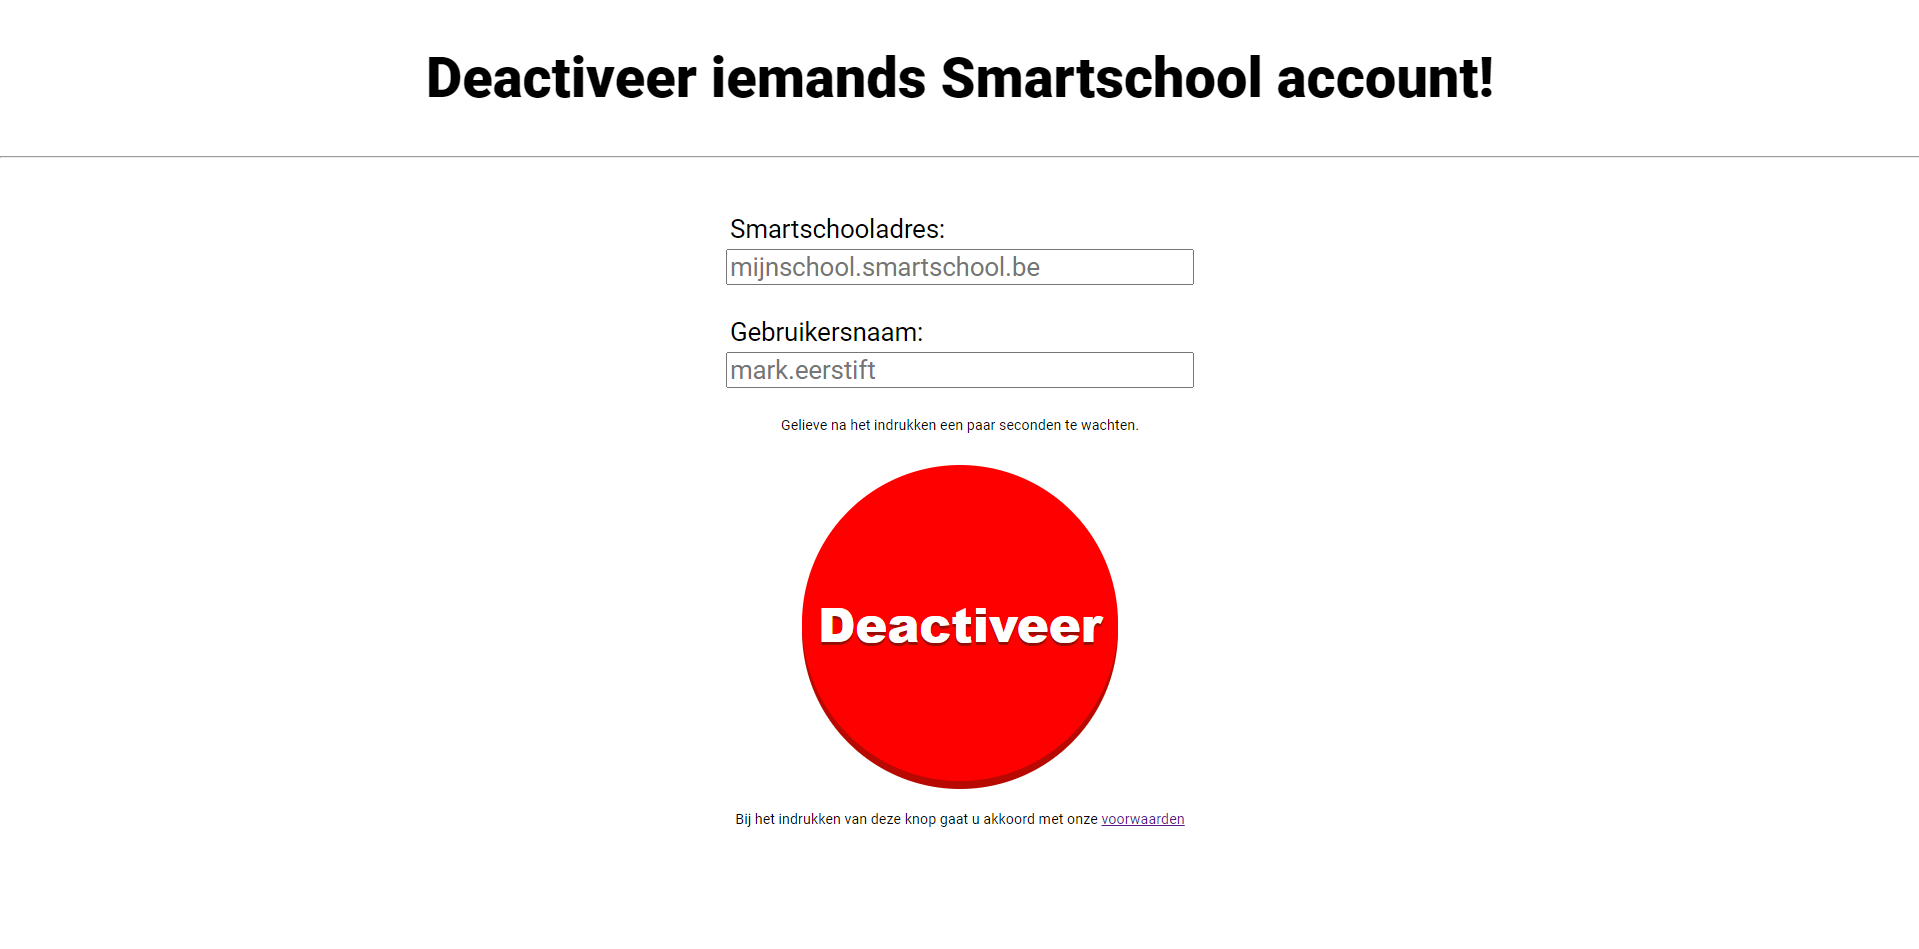 Deactiveer iemands Smartschool account!
Smartschooladres:
mijnschool.smartschool.be
Gebruikersnaam:
mark.eerstift
Gelieve na het indrukken een paar seconden te wachten.
Deactiveer
Bij het indrukken van deze knop gaat u akkoord met onze voorwaarden